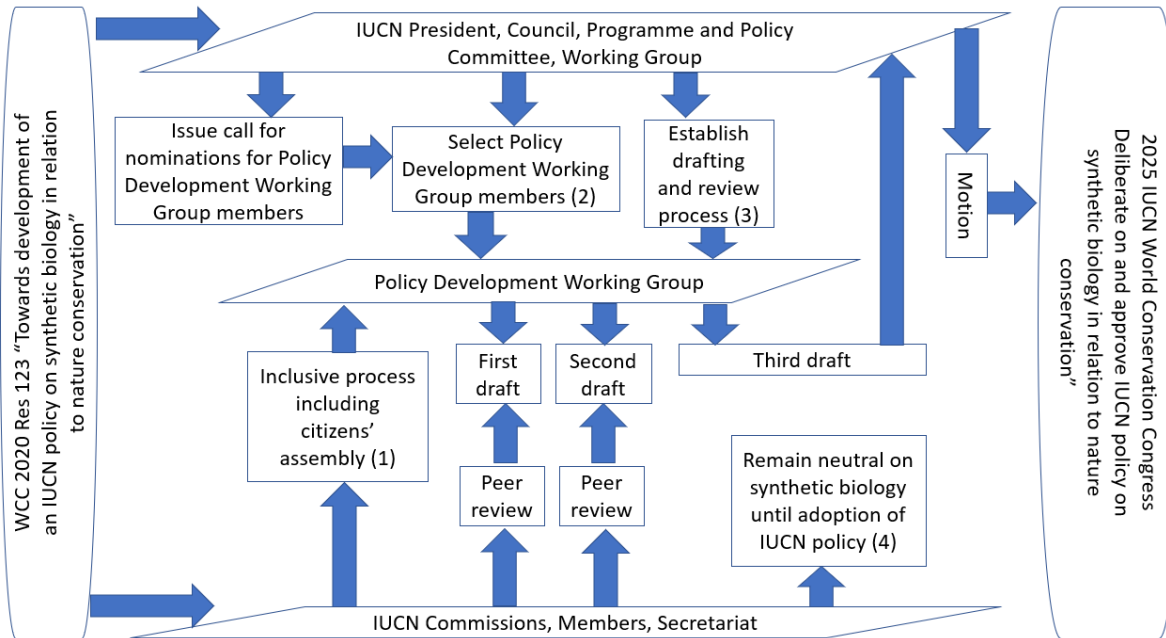 WCC 2020 Res 123 “Towards development of
an IUCN policy on synthetic biology in relation
to nature conservation”
IUCN President, Council, Programme and Policy
Committee, Working Group
Issue call for
nominations for Policy
Development Working
Group members
Select Policy
Development Working
Group members (2)
Establish
drafting
and review
process (3)
Motion
Policy Development Working Group
Inclusive process
including
citizens’
assembly (1)
First
draft
Second
draft
Third draft
Peer
review
Peer
review
Remain neutral on
synthetic biology
until adoption of
IUCN policy (4)
IUCN Commissions, Members, Secretariat
2025 IUCN World Conservation Congress
Deliberate on and approve IUCN policy on
synthetic biology in relation to nature
conservation”